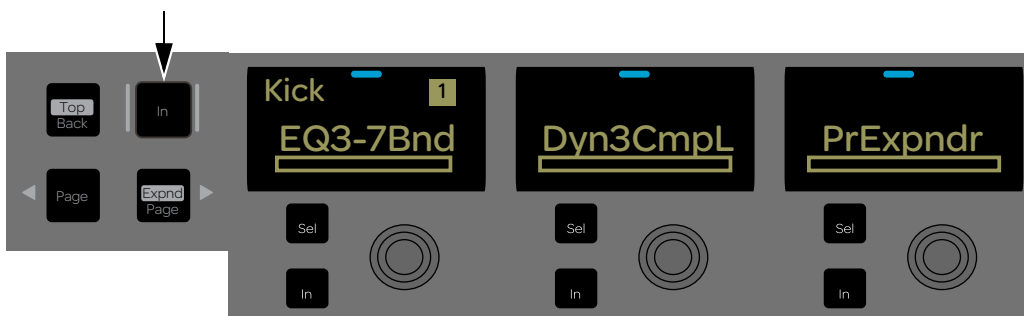 Top
Back
In
Page
Expnd
Page
Kick 1
EQ3-7Bnd
Dyn3CmpL
PrExpndr
Sel
Sel
Sel
In
In
In